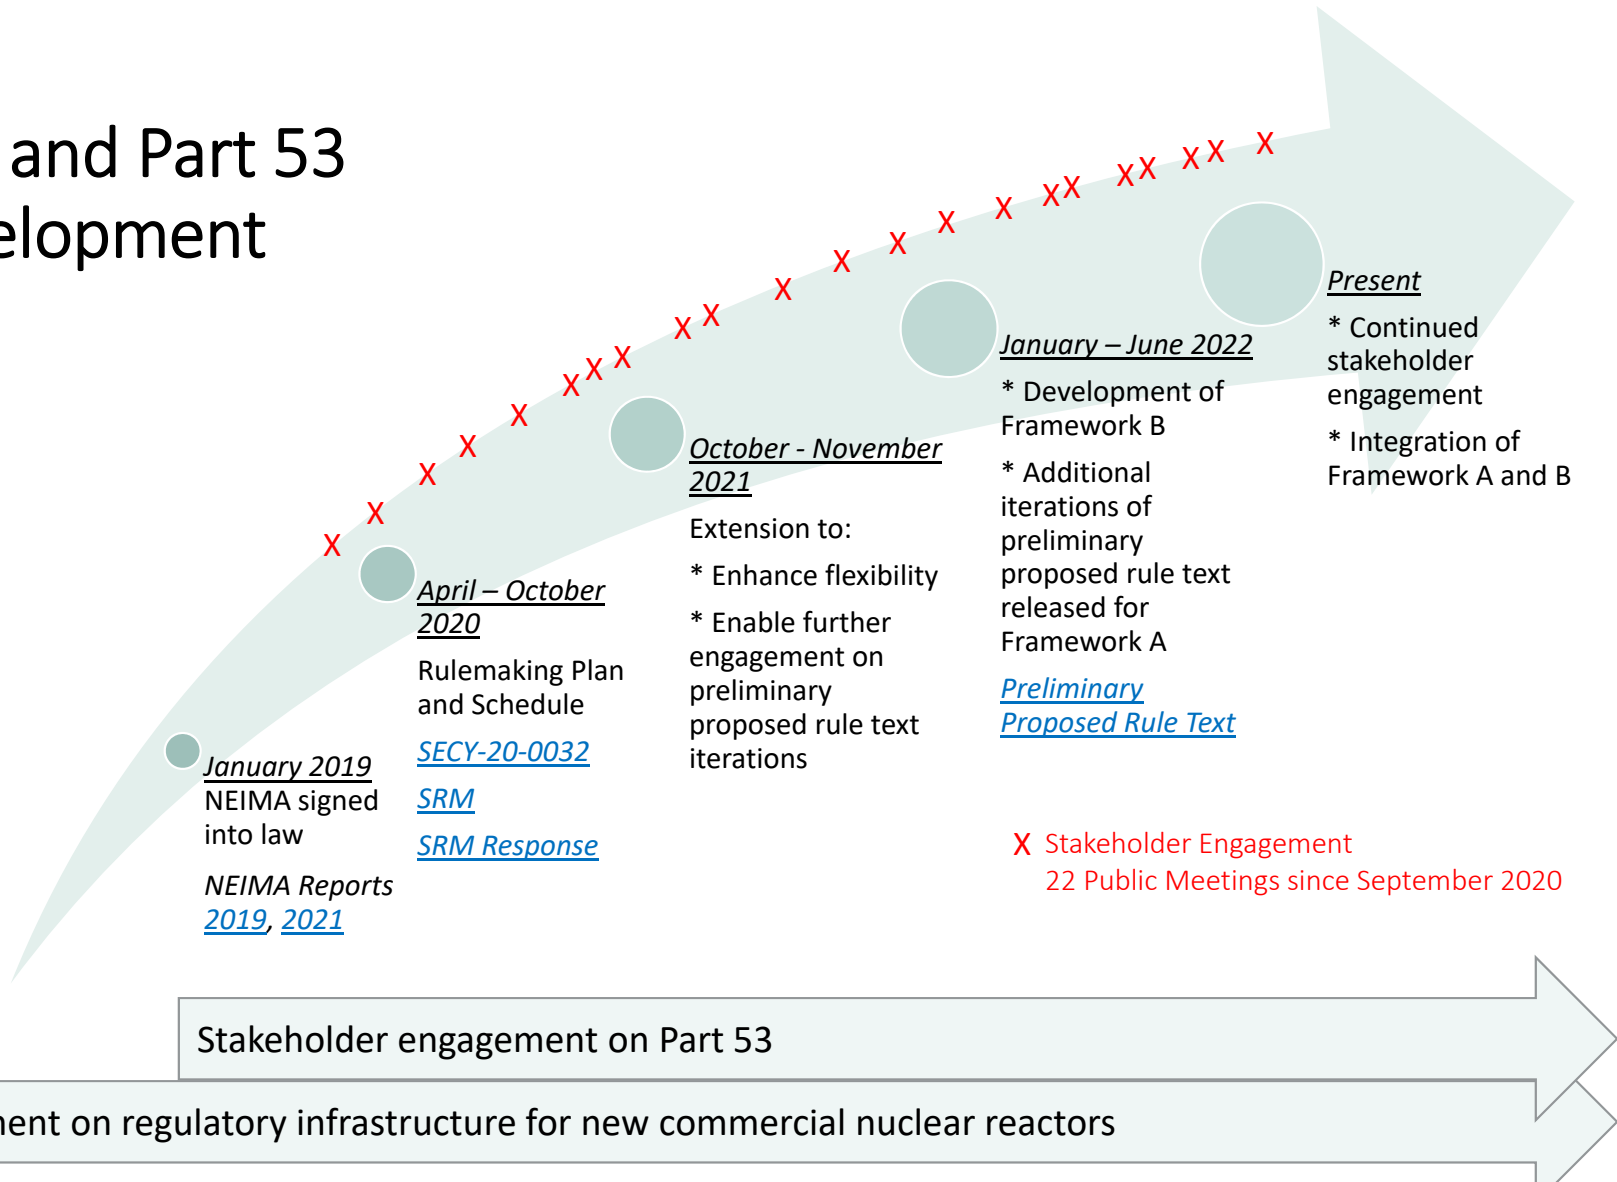 and Part 53
elopment
Present
* Continued
stakeholder
engagement
* Integration of
Framework A and B
January – June 2022
* Development of
Framework B
* Additional
iterations of
preliminary
proposed rule text
released for
Framework A
Preliminary
Proposed Rule Text
October - November
2021
Extension to:
* Enhance flexibility
* Enable further
engagement on
preliminary
proposed rule text
iterations
April – October
2020
Rulemaking Plan
and Schedule
SECY-20-0032
SRM
SRM Response
January 2019
NEIMA signed
into law
NEIMA Reports
2019, 2021
X Stakeholder Engagement
22 Public Meetings since September 2020
Stakeholder engagement on Part 53
ment on regulatory infrastructure for new commercial nuclear reactors